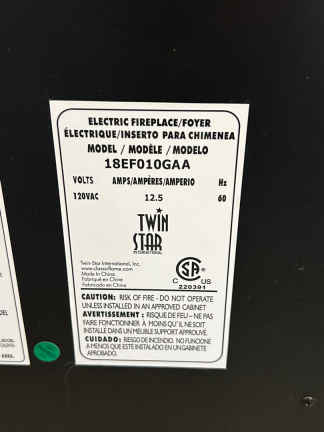 ELECTRIC FIREPLACE/FOYER
ÉLECTRIQUE/INSERTO PARA CHIMENEA
MODEL / MODÈLE / MODELO
18EF010GAA
VOLTS AMPS/AMPÈRES/AMPERIO Hz
120VAC 12.5 60
TWIN
STAR
INTERNATIONAL
Twin-Star International, Inc.
www.classicflame.com
Made In China
Fabriqué en Chine
Fabricado en China
CSA
C US
220391
CAUTION: RISK OF FIRE - DO NOT OPERATE
UNLESS INSTALLED IN AN APPROVED CABINET
AVERTISSEMENT : RISQUE DE FEU – NE PAS
FAIRE FONCTIONNER À MOINS QU'IL NE SOIT
INSTALLÉ DANS UN MEUBLE SUPPORT APPROUVÉ.
CUIDADO: RIESGO DE INCENDIO. NO FUNCIONE
A MENOS QUE ESTE INSTALADO EN UN GABINETE
APROBADO.